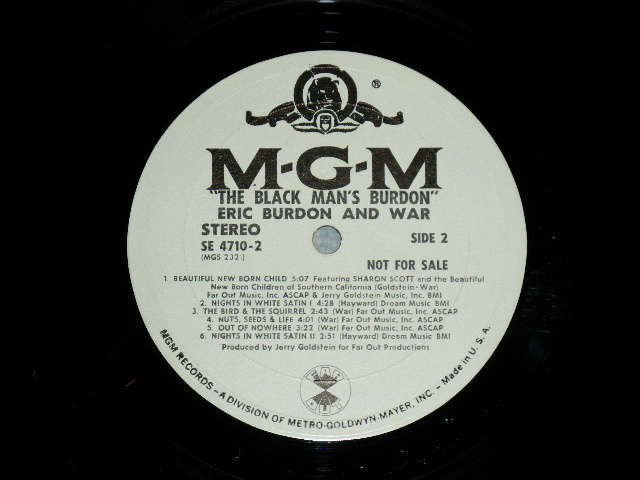 ®
M-G-M
"THE BLACK MAN'S BURDON"
ERIC BURDON AND WAR
STEREO
SE 4710-2
(MGS 232
SIDE 2
NOT FOR SALE
1. BEAUTIFUL NEW BORN CHILD 5:07 Featuring SHARON SCOTT and the Beautiful
New Born Children of Southern California (Goldstein-War)
Far Out Music, Inc. ASCAP & Jerry Goldstein Music, Inc. BMI
2. NIGHTS IN WHITE SATIN I 4:28 (Hayward) Dream Music BMI
3. THE BIRD & THE SQUIRREL 2:43 (War) Far Out Music, Inc. ASCAP
4. NUTS, SEEDS & LIFE 4:01 (War) Far Out Music, Inc. ASCAP
5. OUT OF NOWHERE 3:22 (War) Far Out Music, Inc. ASCAP
6. NIGHTS IN WHITE SATIN II 2:51 (Hayward) Dream Music BMI
Produced by Jerry Goldstein for Far Out Productions
FAR
OUT
MGM RECORDS – A DIVISION OF METRO-GOLDWYN-MAYER, INC. – Made in U.S.A.